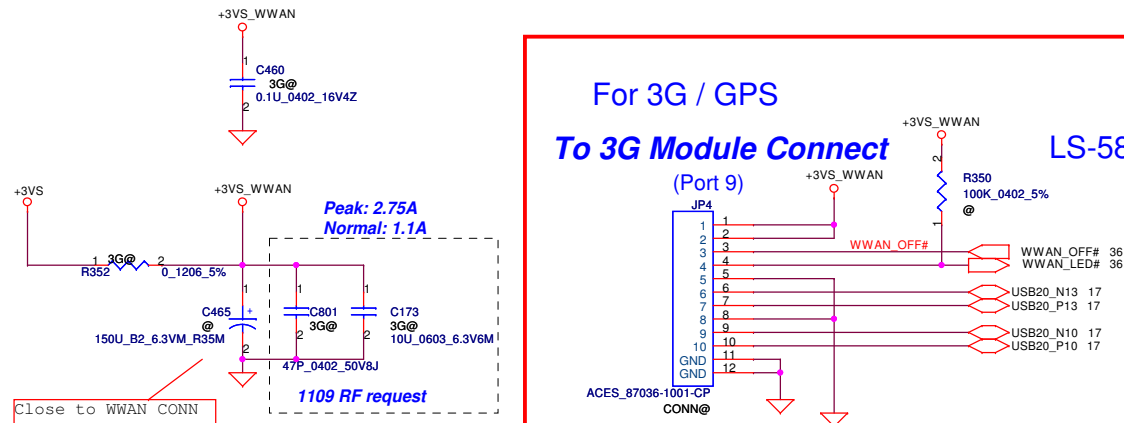 +3VS_WWAN
1
C460
3G@
0.1U_0402_16V4Z
2
+3VS
+3VS_WWAN
Peak: 2.75A
Normal: 1.1A
1
3G@
2
R352
0_1206_5%
1
1
1
C465
+
@
150U_B2_6.3VM_R35M
2
C801
3G@
2
47P_0402_50V8J
C173
3G@
10U_0603_6.3V6M
2
1109 RF request
Close to WWAN CONN
For 3G / GPS
To 3G Module Connect
LS-58
(Port 9)
+3VS_WWAN
+3VS_WWAN
2
R350
100K_0402_5%
@
1
JP4
1 1
2 2
3 3
4 4
5 5
6 6
7 7
8 8
9 9
10 10
GND 11
GND 12
WWAN_OFF#
WWAN_OFF# 36
WWAN_LED# 36
USB20_N13 17
USB20_P13 17
USB20_N10 17
USB20_P10 17
ACES_87036-1001-CP
CONN@